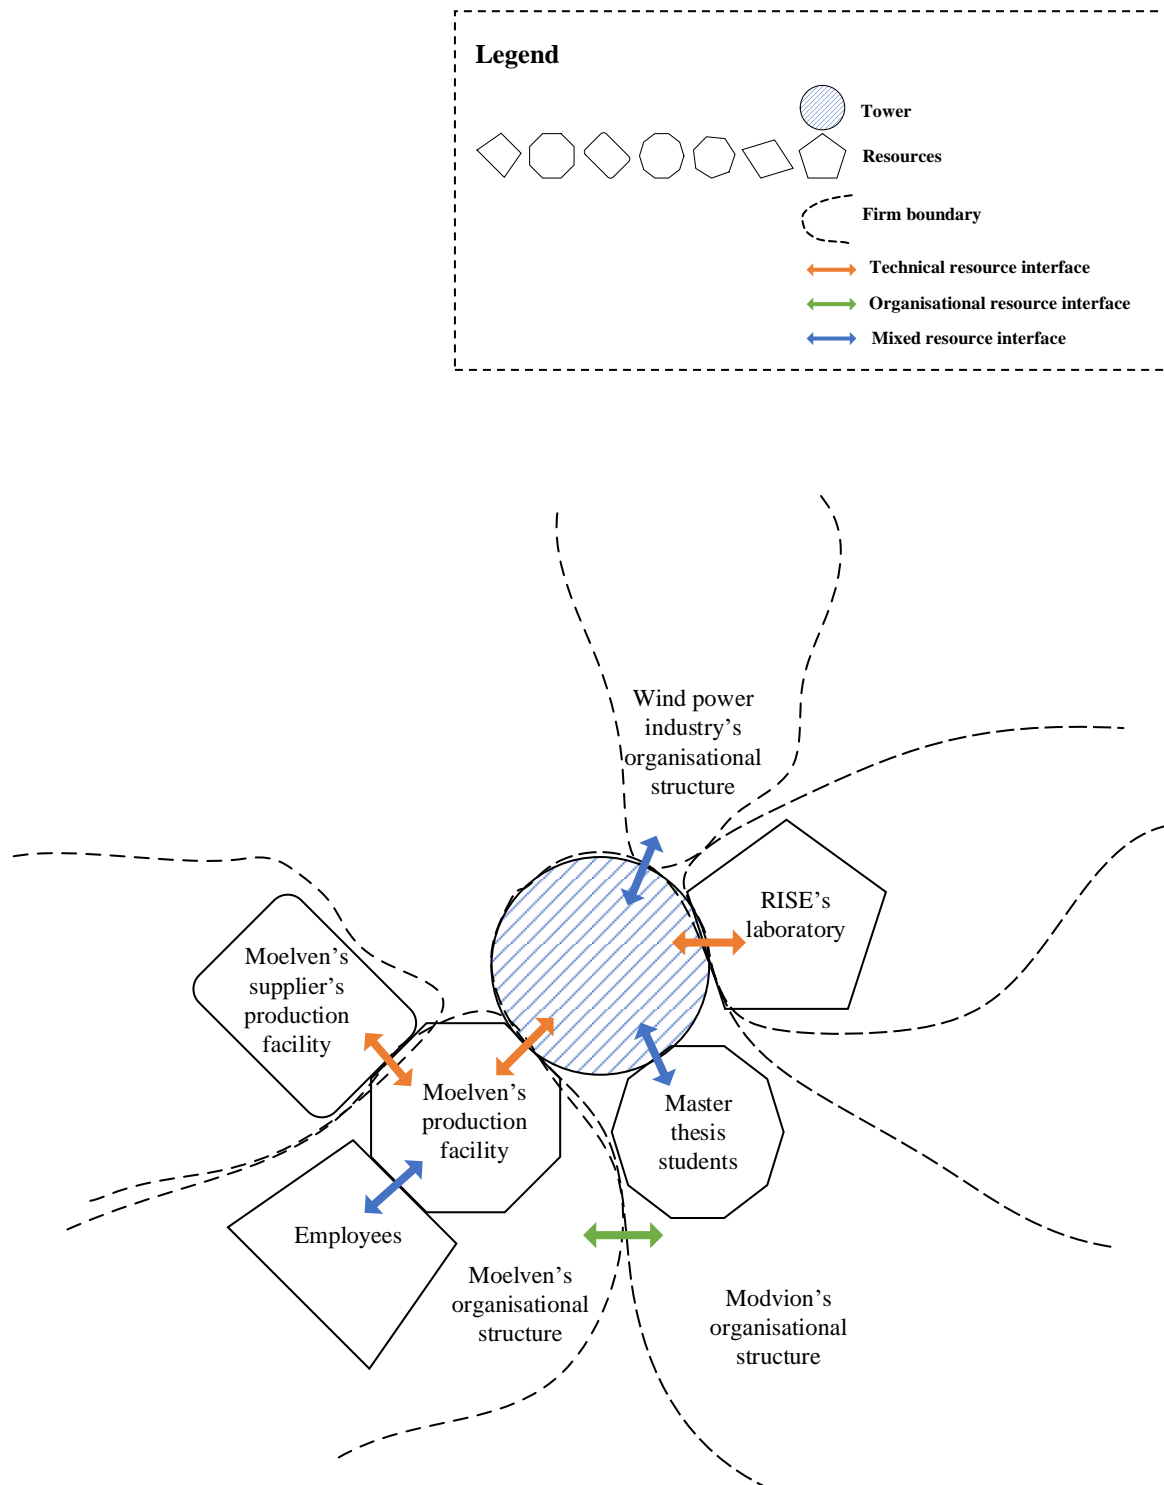 Legend
Tower
Resources
Firm boundary
Technical resource interface
Organisational resource interface
Mixed resource interface
Wind power
industry’s
organisational
structure
RISE’s
laboratory
Moelven’s
supplier’s
production
facility
Moelven’s
production
facility
Master
thesis
students
Employees
Moelven’s
organisational
structure
Modvion’s
organisational
structure